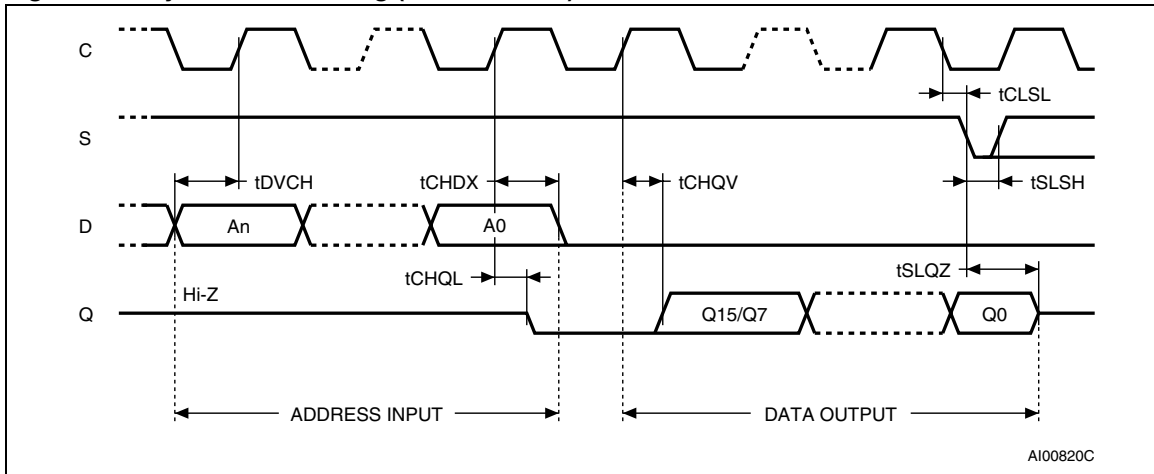 C
tCLSL
S
tDVCH
tCHDX
tCHQV
tSLSH
D
An
A0
tCHQL
tSLQZ
Hi-Z
Q
Q15/Q7
Q0
ADDRESS INPUT
DATA OUTPUT
AI00820C